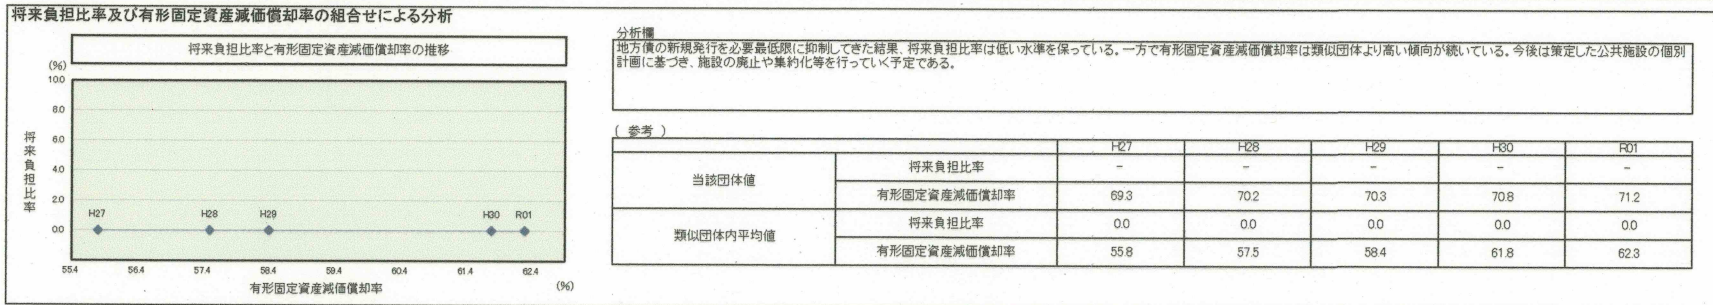 将来負担比率及び有形固定資産減価償却率の組合せによる分析
将来負担比率と有形固定資産減価償却率の推移
(%)
10.0
8.0
6.0
4.0
2.0
0.0
将来負担比率
H27 H28 H29 H30 R01
55.4 56.4 57.4 58.4 59.4 60.4 61.4 62.4
有形固定資産減価償却率 (%)
分析欄
地方債の新規発行を必要最低限に抑制してきた結果、将来負担比率は低い水準を保っている。一方で有形固定資産減価償却率は類似団体より高い傾向が続いている。今後は策定した公共施設の個別
計画に基づき、施設の廃止や集約化等を行っていく予定である。
( 参考 )
H27 H28 H29 H30 R01
当該団体値
将来負担比率 - - - - -
有形固定資産減価償却率 69.3 70.2 70.3 70.8 71.2
類似団体内平均値
将来負担比率 0.0 0.0 0.0 0.0 0.0
有形固定資産減価償却率 55.8 57.5 58.4 61.8 62.3